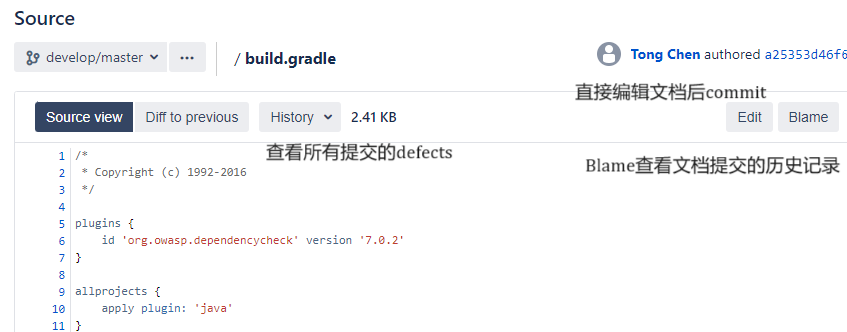 Source
develop/master ... / build.gradle Tong Chen authored a25353d46f6
直接编辑文档后commit
Source view Diff to previous History 2.41 KB Edit Blame
查看所有提交的defects
Blame查看文档提交的历史记录
1 /*
2 * Copyright (c) 1992-2016
3 */
4
5 plugins {
6 id 'org.owasp.dependencycheck' version '7.0.2'
7 }
8
9 allprojects {
10 apply plugin: 'java'
11 }